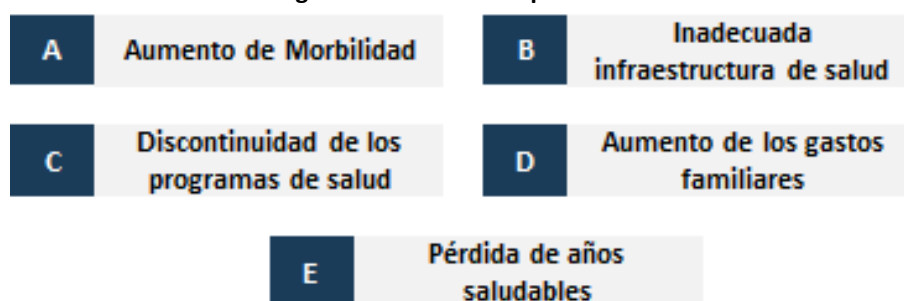 A
Aumento de Morbilidad
B
Inadecuada
infraestructura de salud
C
Discontinuidad de los
programas de salud
D
Aumento de los gastos
familiares
E
Pérdida de años
saludables